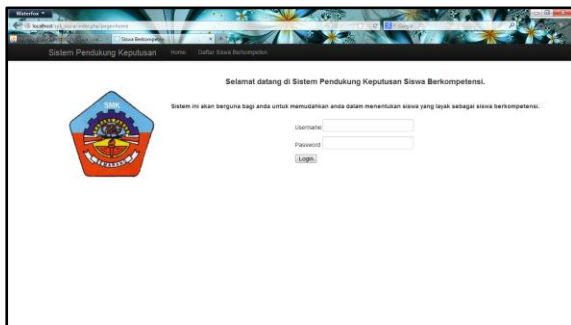 Waterfox
Siswa Berkompeten
Sistem Pendukung Keputusan Home Daftar Siswa Berkompeten
Selamat datang di Sistem Pendukung Keputusan Siswa Berkompetensi.
SMK
Sistem ini akan berguna bagi anda untuk memudahkan anda dalam menentukan siswa yang layak sebagai siswa berkompetensi.
Username
SEMARANG
Password
Login